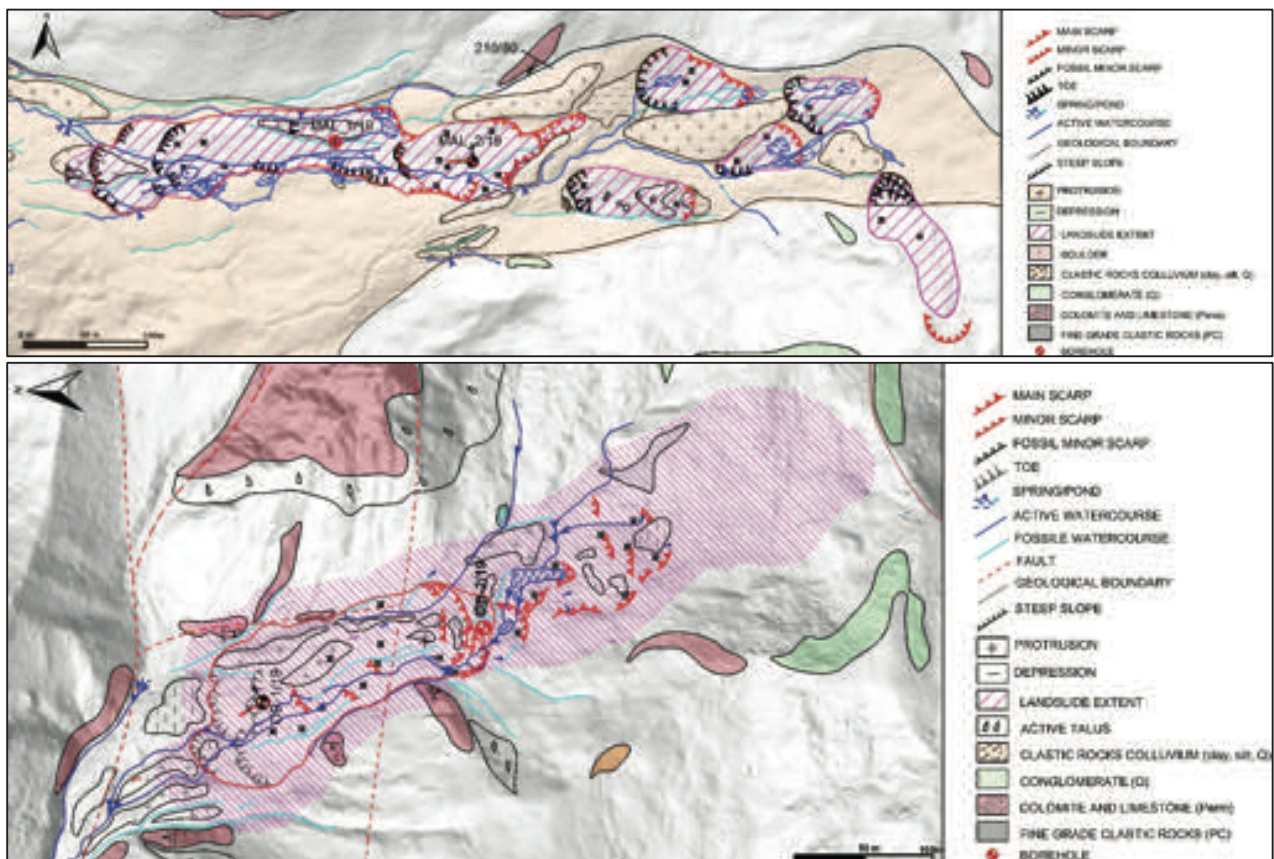 N
MAIN SCARP
MINOR SCARP
FOSSIL MINOR SCARP
TOE
SPRING/POND
ACTIVE WATERCOURSE
GEOLOGICAL BOUNDARY
STEEP SLOPE
PROTRUSION
DEPRESSION
LANDSLIDE EXTENT
BOULDER
CLASTIC ROCKS COLLUVIUM (clay, silt, Q)
CONGLOMERATE (Q)
DOLOMITE AND LIMESTONE (Perm)
FINE GRADE CLASTIC ROCKS (PC)
BOREHOLE
MAL_1/18
MAL_2/18
N
MAIN SCARP
MINOR SCARP
FOSSIL MINOR SCARP
TOE
SPRING/POND
ACTIVE WATERCOURSE
FOSSILE WATERCOURSE
FAULT
GEOLOGICAL BOUNDARY
STEEP SLOPE
PROTRUSION
DEPRESSION
LANDSLIDE EXTENT
ACTIVE TALUS
CLASTIC ROCKS COLLUVIUM (clay, silt, Q)
CONGLOMERATE (Q)
DOLOMITE AND LIMESTONE (Perm)
FINE GRADE CLASTIC ROCKS (PC)
BOREHOLE